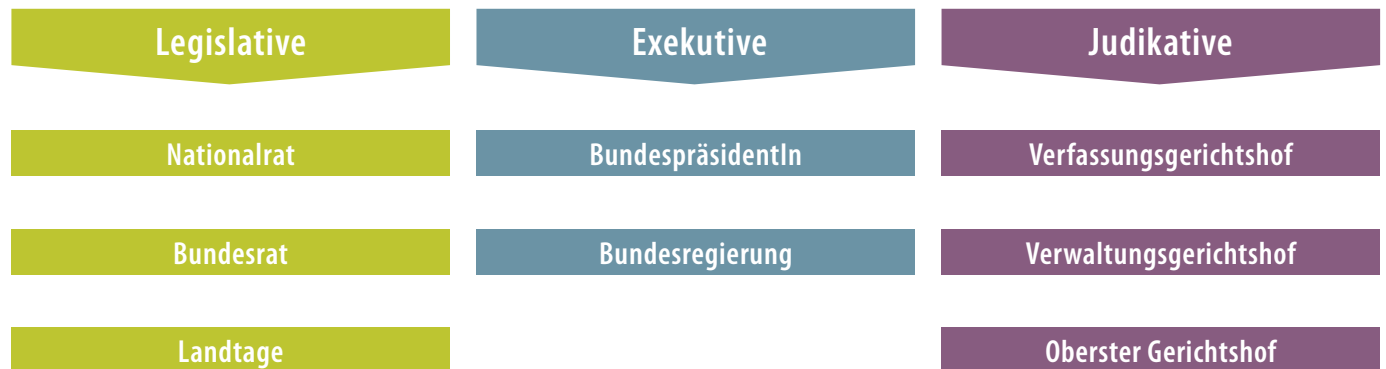 Legislative
Exekutive
Judikative
Nationalrat
BundespräsidentIn
Verfassungsgerichtshof
Bundesrat
Bundesregierung
Verwaltungsgerichtshof
Landtage
Oberster Gerichtshof